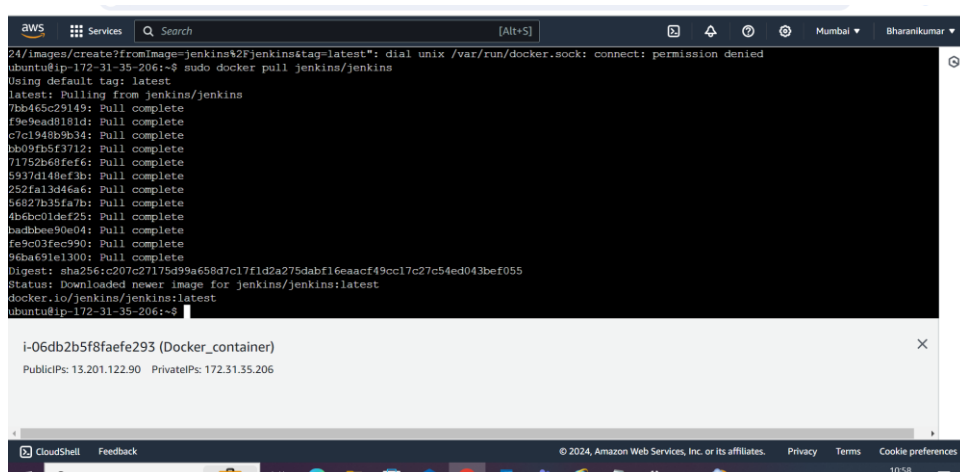 aws Services Search [Alt+S] Mumbai Bharanikumar
24/images/create?fromImage=jenkins%2Fjenkins&tag=latest": dial unix /var/run/docker.sock: connect: permission denied
ubuntu@ip-172-31-35-206:~$ sudo docker pull jenkins/jenkins
Using default tag: latest
latest: Pulling from jenkins/jenkins
7bb465c29149: Pull complete
f9e9ead8181d: Pull complete
c7c1948b9b34: Pull complete
bb09fb5f3712: Pull complete
71752b68fef6: Pull complete
5937d148ef3b: Pull complete
252fa13d46a6: Pull complete
56827b35fa7b: Pull complete
4b6bc01def25: Pull complete
badbbee90e04: Pull complete
fe9c03fec990: Pull complete
96ba691e1300: Pull complete
Digest: sha256:c207c27175d99a658d7c17f1d2a275dabf16eaacf49cc17c27c54ed043bef055
Status: Downloaded newer image for jenkins/jenkins:latest
docker.io/jenkins/jenkins:latest
ubuntu@ip-172-31-35-206:~$
i-06db2b5f8faefe293 (Docker_container)
PublicIPs: 13.201.122.90 PrivateIPs: 172.31.35.206
CloudShell Feedback © 2024, Amazon Web Services, Inc. or its affiliates. Privacy Terms Cookie preferences
10:58